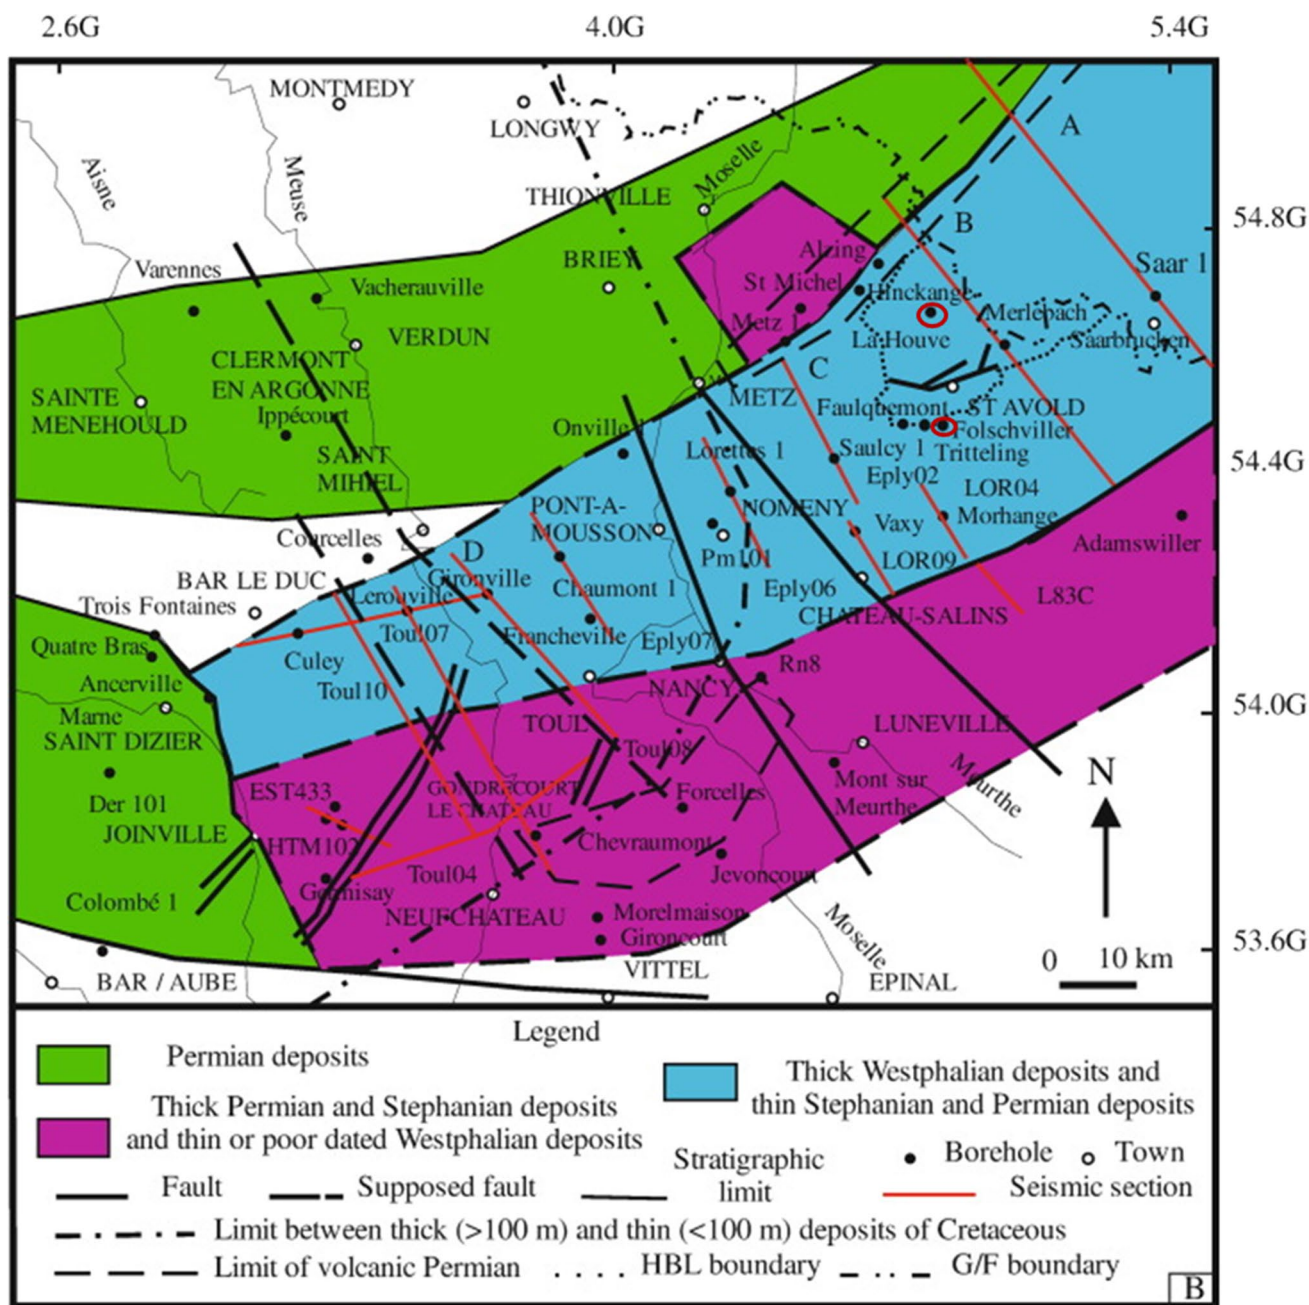 2.6G 4.0G 5.4G
MONTMEDY
LONGWY
A
Aisne
Meuse
Moselle
THIONVILLE
54.8G
B
BRIEY
Alzing
Saar 1
Varennes
Vacherauville
St Michel
Hinckange
Metz 1
Merlebach
VERDUN
La Houve
Saarbrucken
CLERMONT
EN ARGONNE
C
SAINTE
MENEHOULD
METZ
Ippécourt
Faulquemont
ST AVOLD
Onville 1
Folschviller
SAINT
MIHIEL
Lorettes 1
Saulcy 1
Tritteling
54.4G
Eply02
LOR04
PONT-A-
MOUSSON
NOMENY
Morhange
Vaxy
Courcelles
Adamswiller
D
Pm101
LOR09
BAR LE DUC
Gironville
Chaumont 1
Eply06
Lerouville
L83C
Trois Fontaines
CHATEAU-SALINS
Toul07
Francheville
Eply07
Quatre Bras
Culey
Rn8
Ancerville
Toul10
NANCY
54.0G
Marne
TOUL
LUNEVILLE
SAINT DIZIER
Toul08
Der 101
EST433
GONDRECOURT
LE CHATEAU
Forcelles
Mont sur
Meurthe
Meurthe
N
JOINVILLE
HTM102
Chevraumont
Toul04
Jevoncourt
Germisay
Colombé 1
NEUFCHATEAU
Morelmaison
Gironcourt
Moselle
53.6G
VITTEL
0 10 km
BAR / AUBE
EPINAL
Legend
Permian deposits
Thick Westphalian deposits and
thin Stephanian and Permian deposits
Thick Permian and Stephanian deposits
and thin or poor dated Westphalian deposits
Stratigraphic
limit
Borehole
Town
Fault
Supposed fault
Seismic section
Limit between thick (>100 m) and thin (<100 m) deposits of Cretaceous
Limit of volcanic Permian
HBL boundary
G/F boundary
B